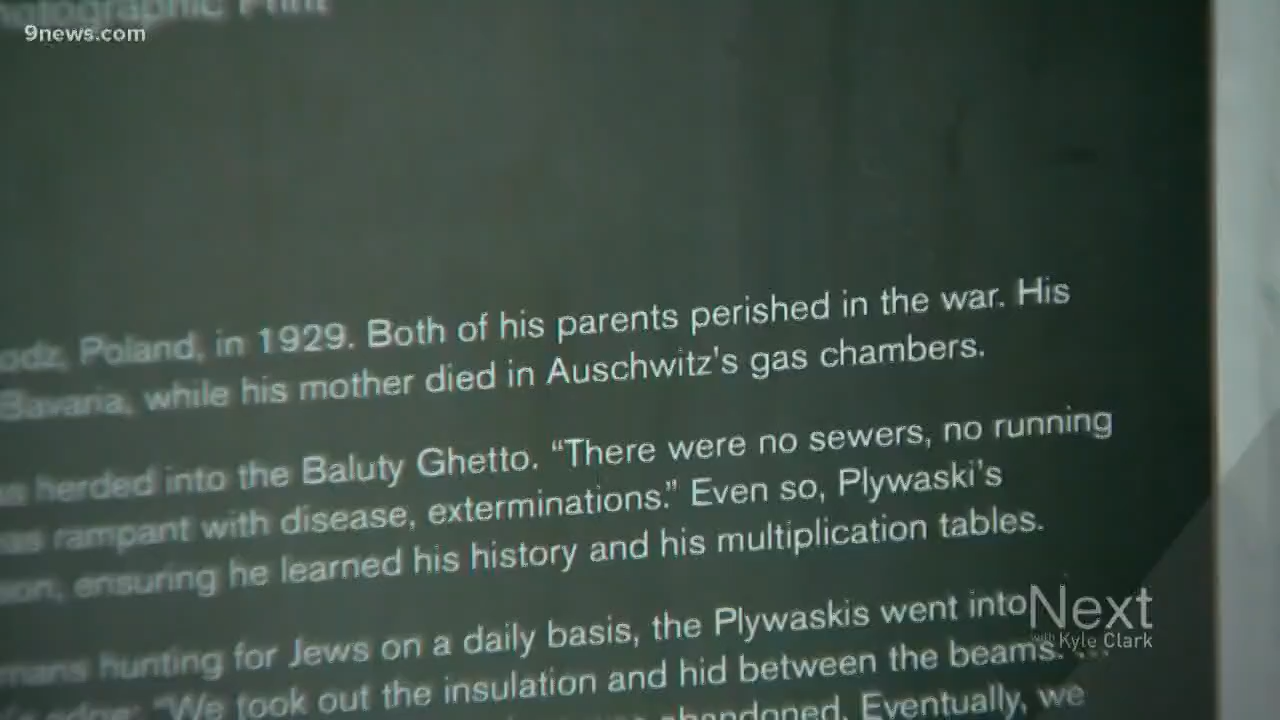 Photographic Print
9news.com
odz, Poland, in 1929. Both of his parents perished in the war. His
Bavaria, while his mother died in Auschwitz's gas chambers.
herded into the Baluty Ghetto. “There were no sewers, no running
rampant with disease, exterminations.” Even so, Plywaski's
son, ensuring he learned his history and his multiplication tables.
mans hunting for Jews on a daily basis, the Plywaskis went into
"We took out the insulation and hid between the beams. ...
abandoned. Eventually, we
Next
with Kyle Clark